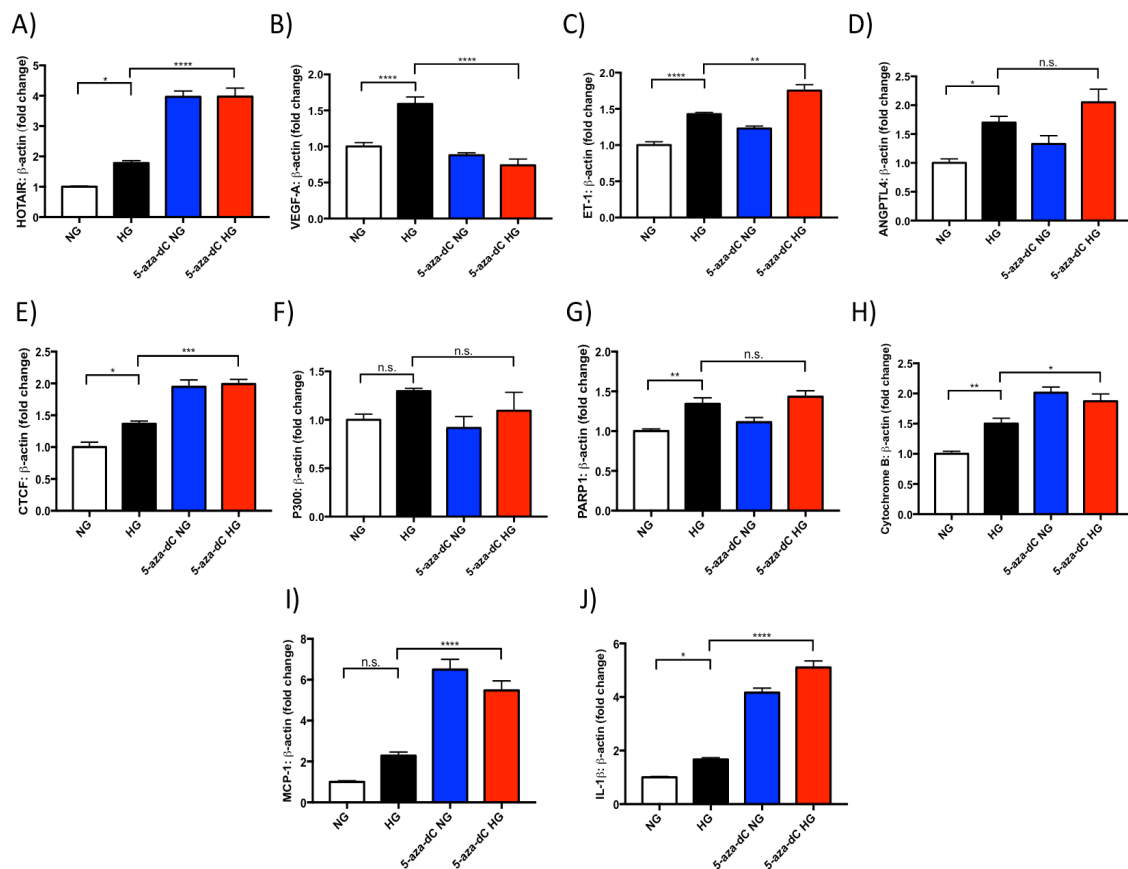 A)
HOTAIR: β-actin (fold change)
5
4
3
2
1
0
*
****
NG
HG
5-aza-dC NG
5-aza-dC HG
B)
VEGF-A: β-actin (fold change)
2.0
1.5
1.0
0.5
0.0
****
****
NG
HG
5-aza-dC NG
5-aza-dC HG
C)
ET-1: β-actin (fold change)
2.0
1.5
1.0
0.5
0.0
****
**
NG
HG
5-aza-dC NG
5-aza-dC HG
D)
ANGPTL4: β-actin (fold change)
2.5
2.0
1.5
1.0
0.5
0.0
*
n.s.
NG
HG
5-aza-dC NG
5-aza-dC HG
E)
CTCF: β-actin (fold change)
2.5
2.0
1.5
1.0
0.5
0.0
*
***
NG
HG
5-aza-dC NG
5-aza-dC HG
F)
P300: β-actin (fold change)
1.5
1.0
0.5
0.0
n.s.
n.s.
NG
HG
5-aza-dC NG
5-aza-dC HG
G)
PARP1: β-actin (fold change)
2.0
1.5
1.0
0.5
0.0
**
n.s.
NG
HG
5-aza-dC NG
5-aza-dC HG
H)
Cytochrome B: β-actin (fold change)
2.5
2.0
1.5
1.0
0.5
0.0
**
*
NG
HG
5-aza-dC NG
5-aza-dC HG
I)
MCP-1: β-actin (fold change)
8
6
4
2
0
n.s.
****
NG
HG
5-aza-dC NG
5-aza-dC HG
J)
IL-1β: β-actin (fold change)
6
4
2
0
*
****
NG
HG
5-aza-dC NG
5-aza-dC HG